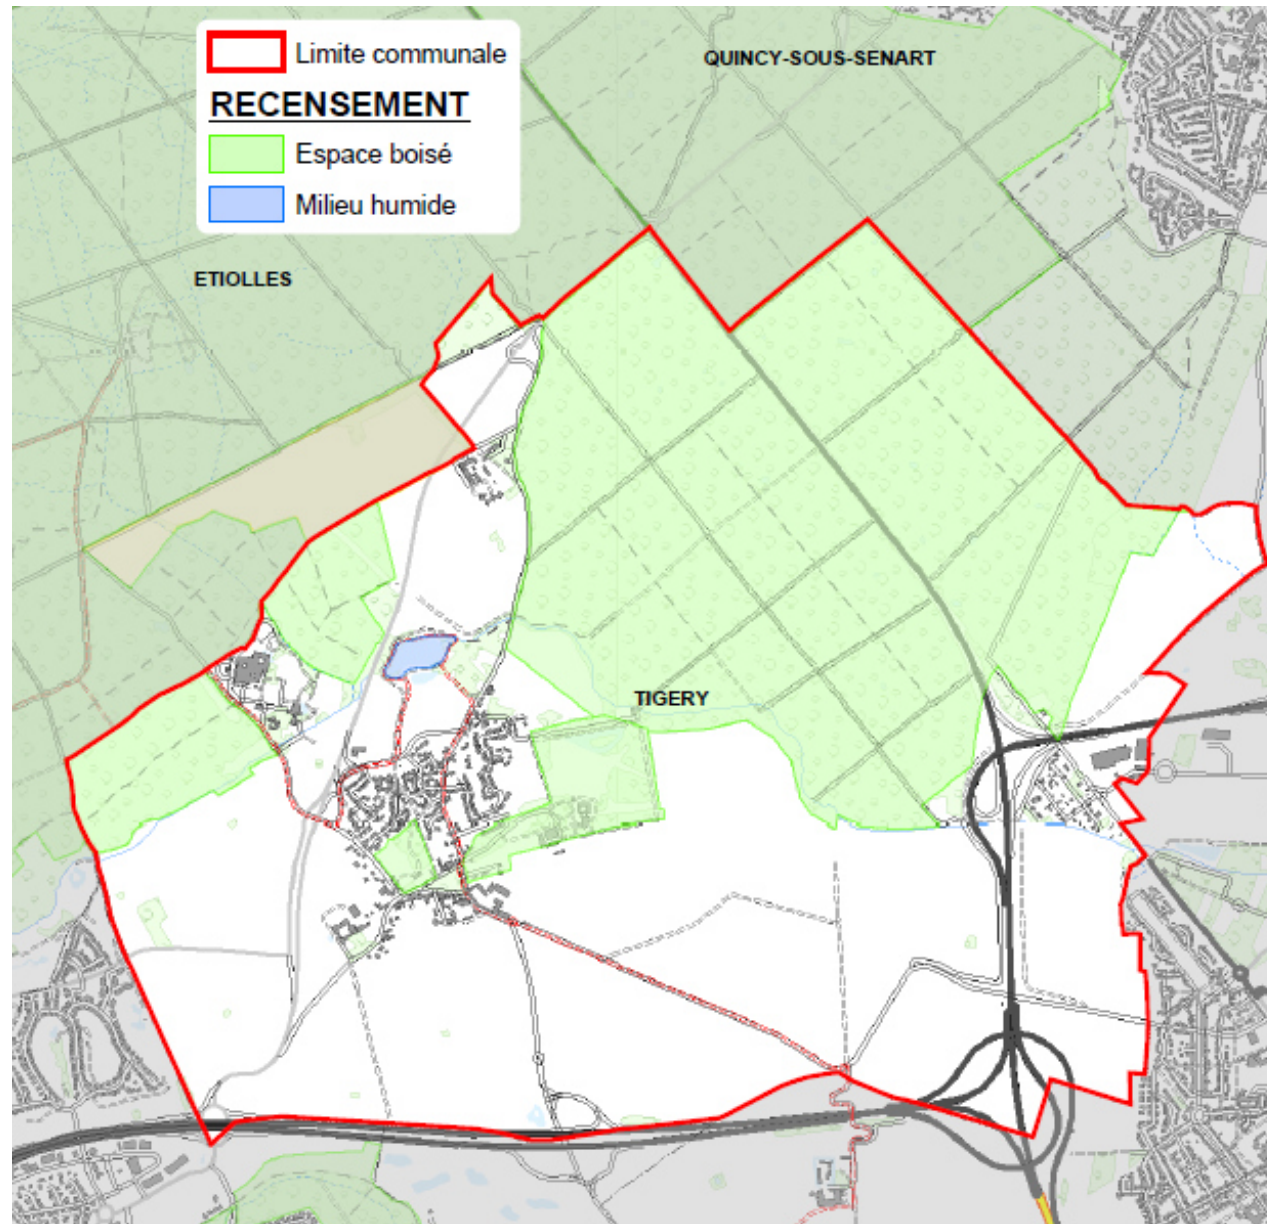 Limite communale
RECENSEMENT
Espace boisé
Milieu humide
QUINCY-SOUS-SENART
ETIOLLES
TIGERY